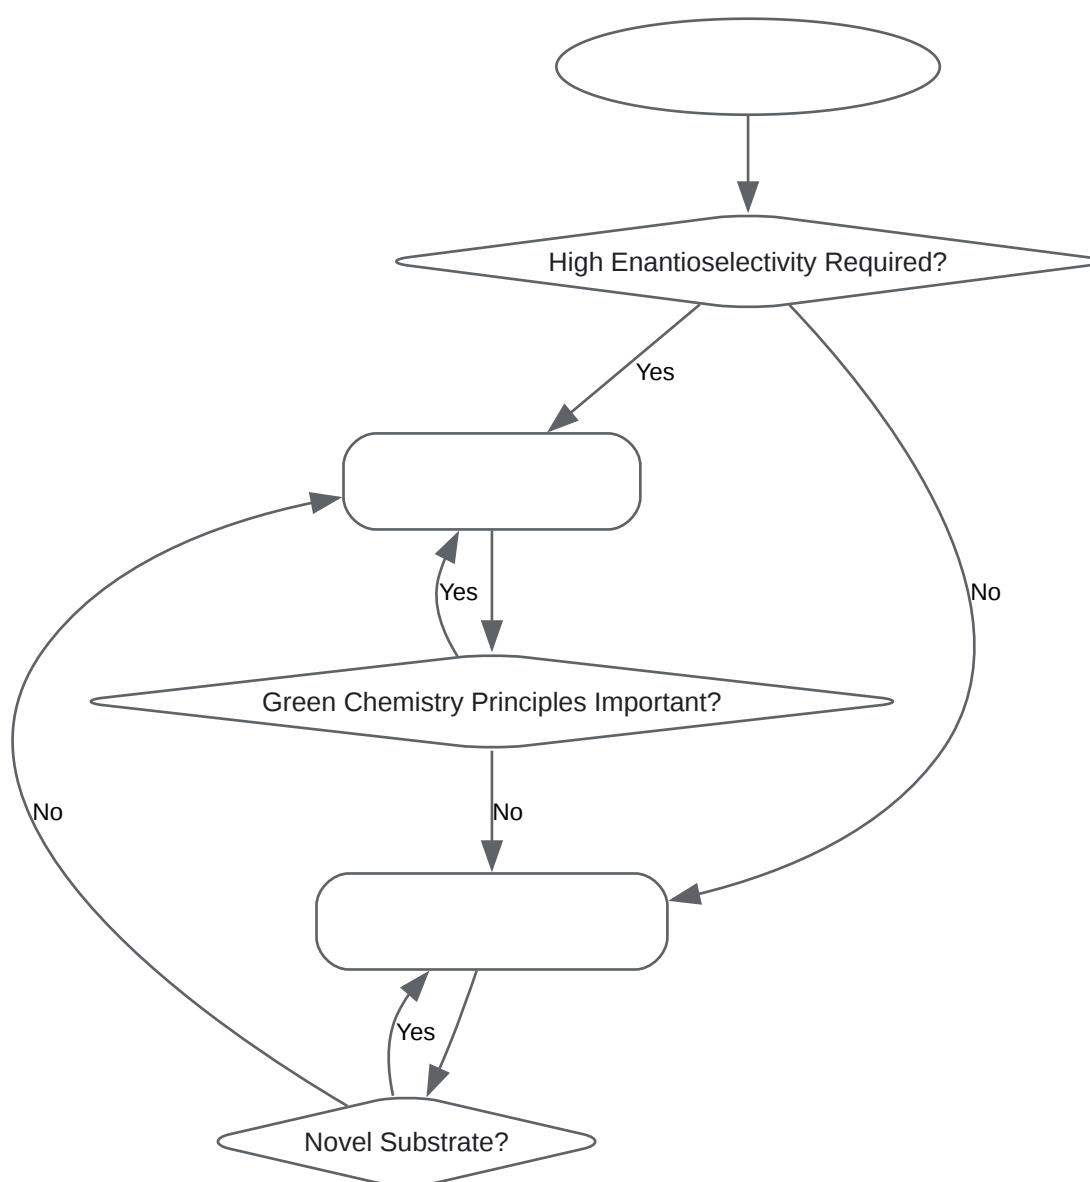 High Enantioselectivity Required?
Yes
Yes
No
Green Chemistry Principles Important?
No
No
Yes
Novel Substrate?